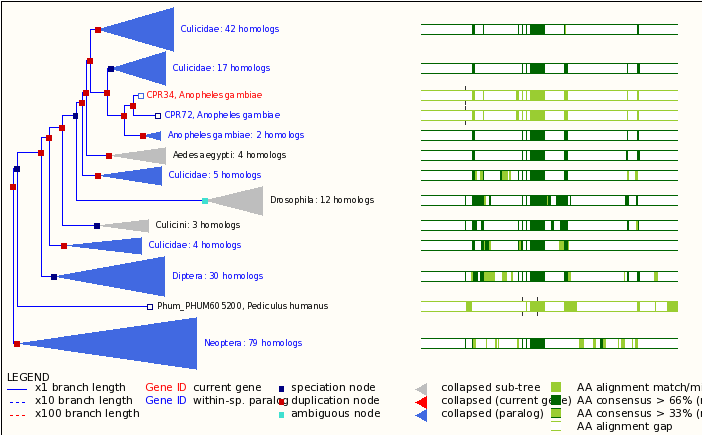 Culicidae: 42 homologs
Culicidae: 17 homologs
CPR34, Anopheles gambiae
CPR72, Anopheles gambiae
Anopheles gambiae: 2 homologs
Aedes aegypti: 4 homologs
Culicidae: 5 homologs
Drosophila: 12 homologs
Culicini: 3 homologs
Culicidae: 4 homologs
Diptera: 30 homologs
Phum_PHUM605200, Pediculus humanus
Neoptera: 79 homologs
LEGEND
x1 branch length Gene ID current gene speciation node collapsed sub-tree AA alignment match/m
x10 branch length Gene ID within-sp. paralog duplication node collapsed (current gene) AA consensus > 66% (
x100 branch length ambiguous node collapsed (paralog) AA consensus > 33% (
AA alignment gap